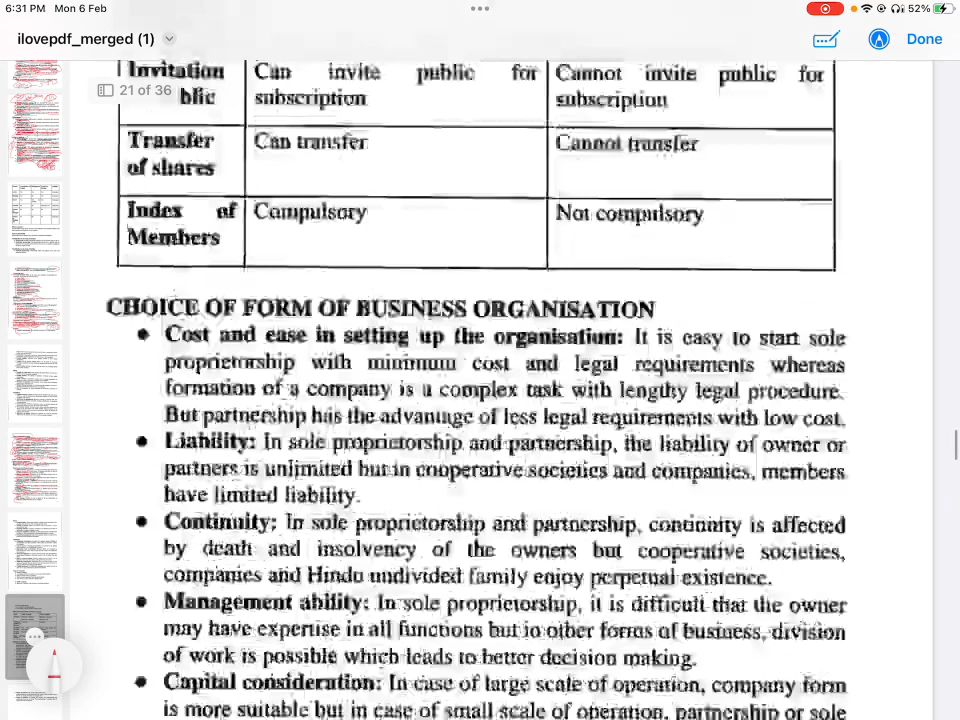 6:31 PM Mon 6 Feb
52%
ilovepdf_merged (1)
Done
Invitation Can invite public for Cannot invite public for
21 of 36 blic subscription subscription
Transfer Can transfer Cannot transfer
of shares
Index of Compulsory Not compulsory
Members
CHOICE OF FORM OF BUSINESS ORGANISATION
• Cost and ease in setting up the organisation: It is easy to start sole
proprietorship with minimum cost and legal requirements whereas
formation of a company is a complex task with lengthy legal procedure.
But partnership has the advantage of less legal requirements with low cost.
• Liability: In sole proprietorship and partnership, the liability of owner or
partners is unlimited but in cooperative societies and companies, members
have limited liability.
• Continuity: In sole proprietorship and partnership, continuity is affected
by death and insolvency of the owners but cooperative societies,
companies and Hindu undivided family enjoy perpetual existence.
• Management ability: In sole proprietorship, it is difficult that the owner
may have expertise in all functions but in other forms of business, division
of work is possible which leads to better decision making.
• Capital consideration: In case of large scale of operation, company form
is more suitable but in case of small scale of operation, partnership or sole